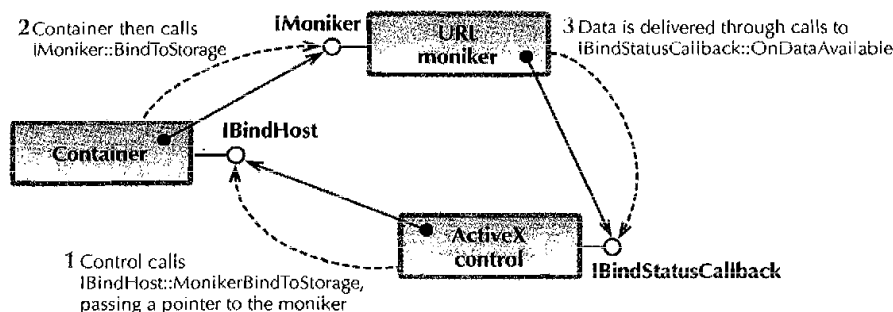 2 Container then calls
IMoniker::BindToStorage
IMoniker
URL
moniker
3 Data is delivered through calls to
IBindStatusCallback::OnDataAvailable
Container
IBindHost
ActiveX
control
IBindStatusCallback
1 Control calls
IBindHost::MonikerBindToStorage,
passing a pointer to the moniker